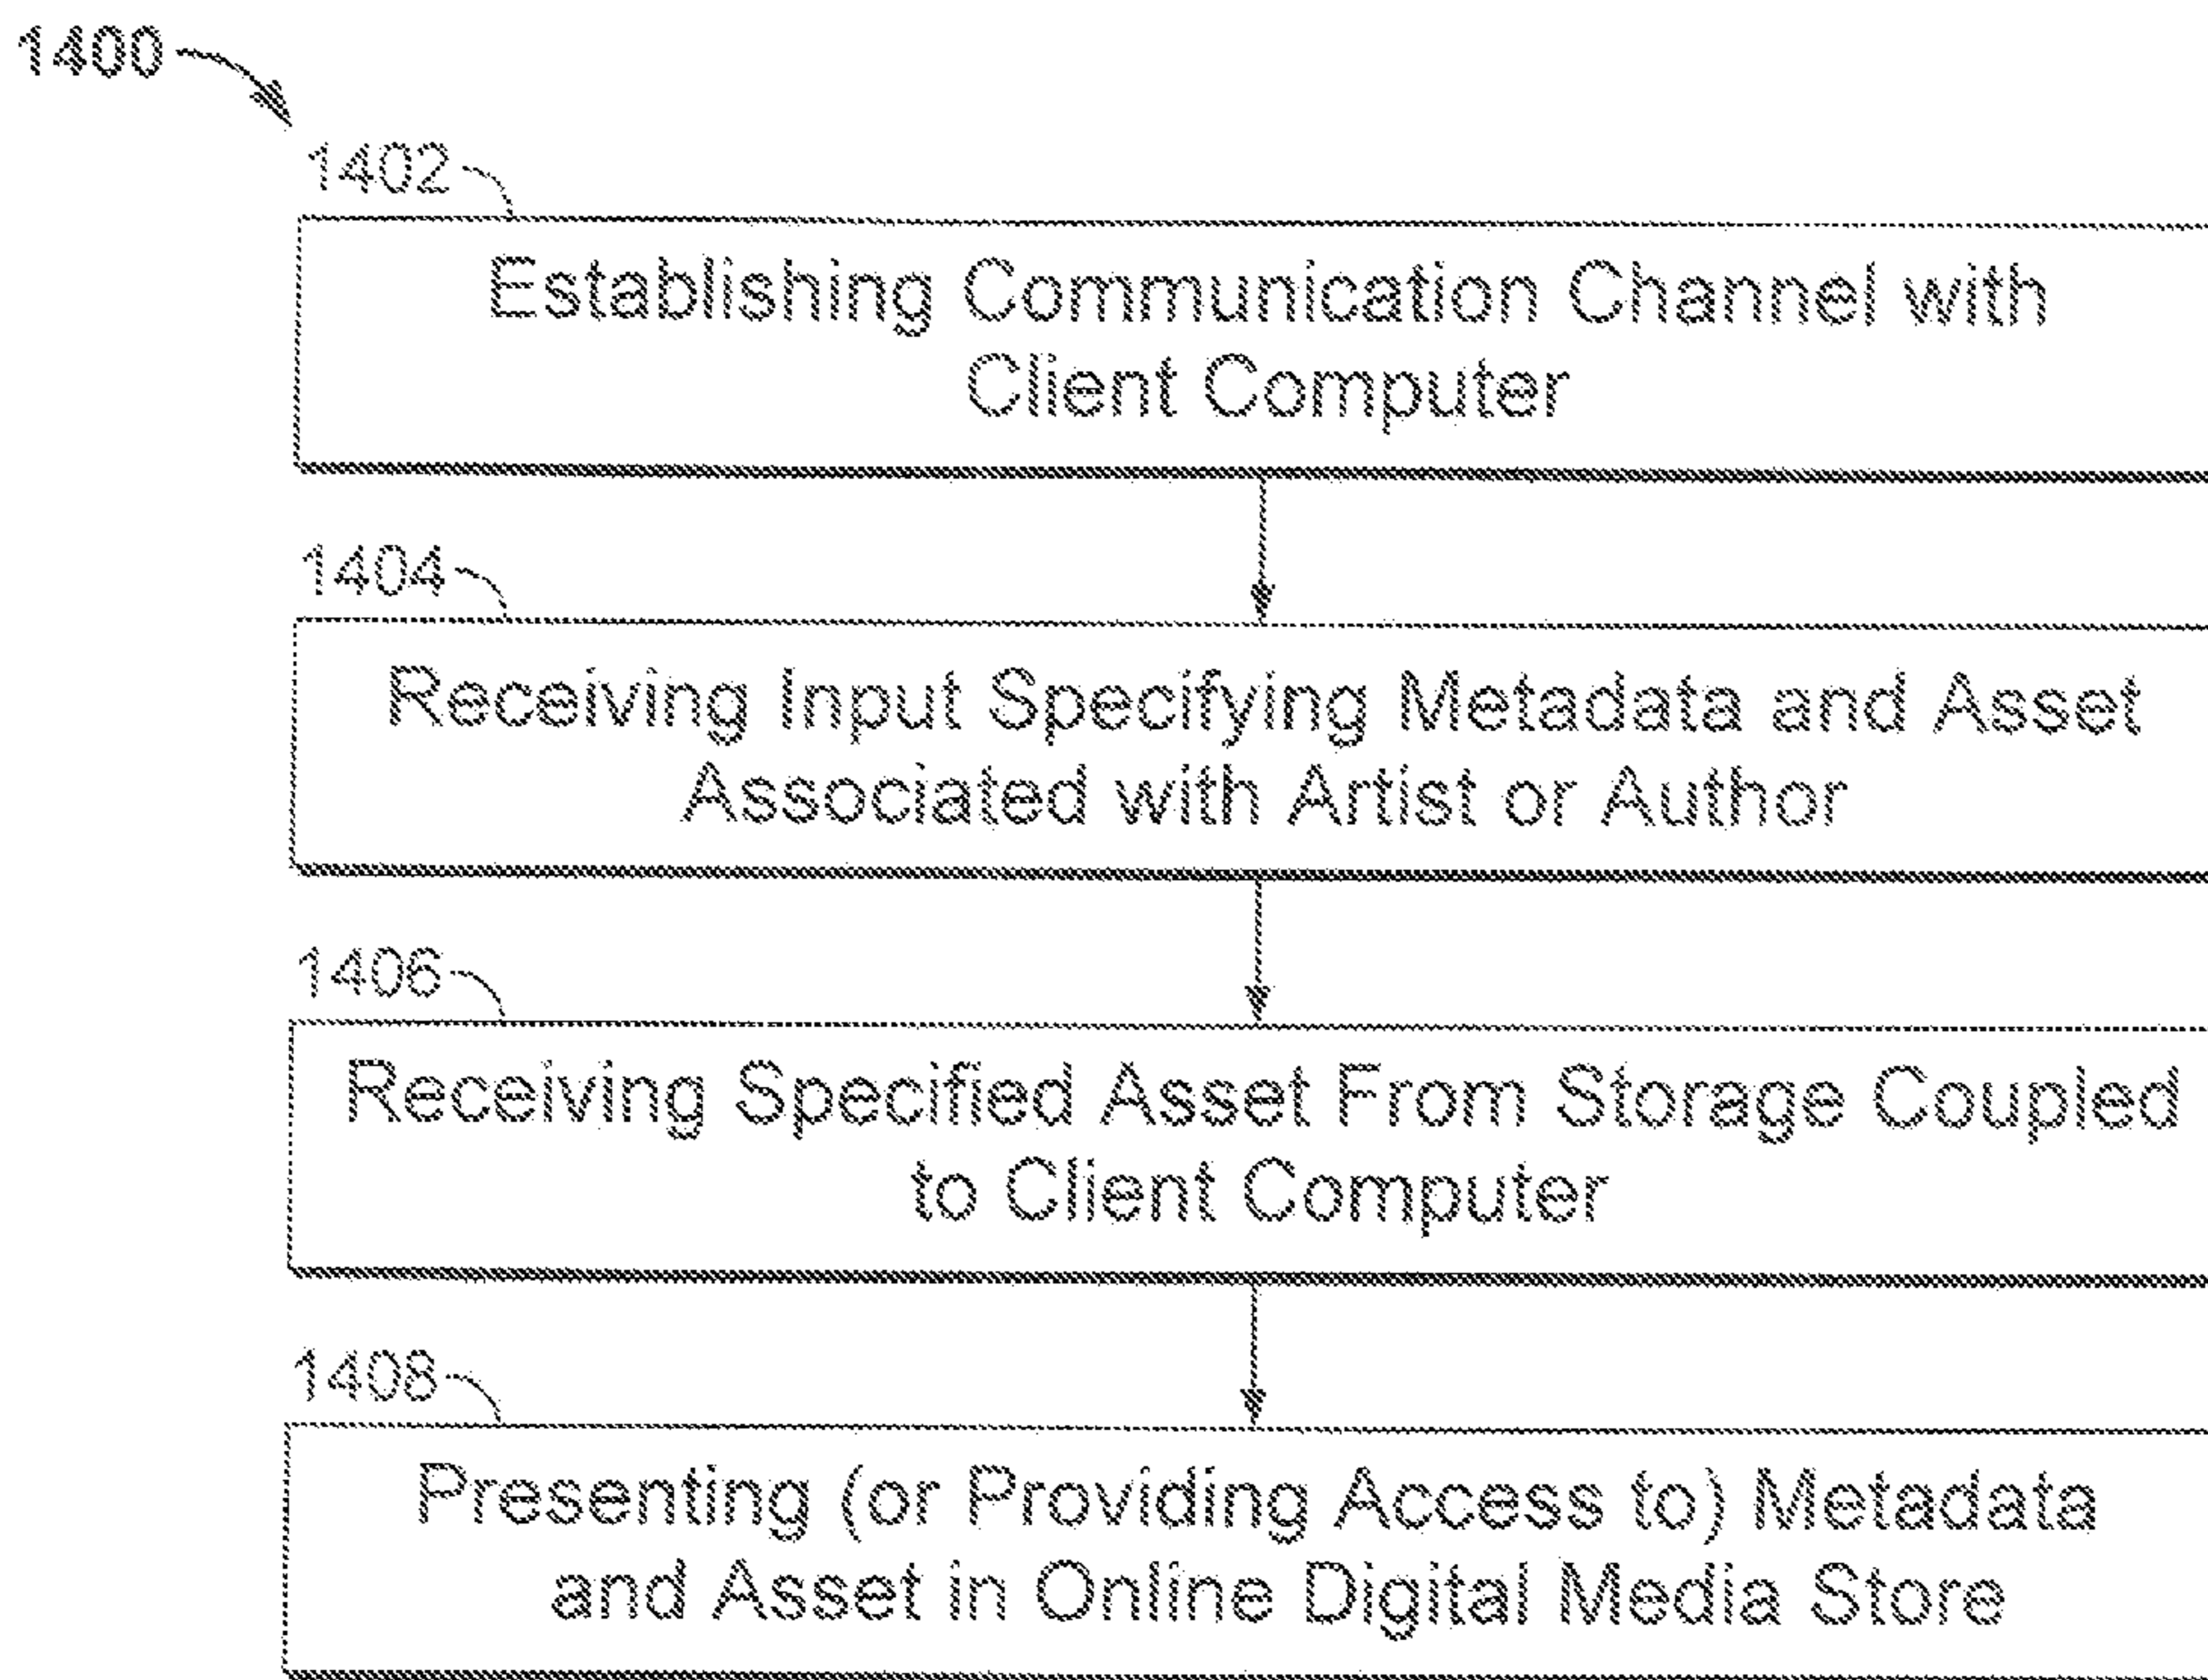 1400
1402
Establishing Communication Channel with
Client Computer
1404
Receiving Input Specifying Metadata and Asset
Associated with Artist or Author
1406
Receiving Specified Asset From Storage Coupled
to Client Computer
1408
Presenting (or Providing Access to) Metadata
and Asset in Online Digital Media Store